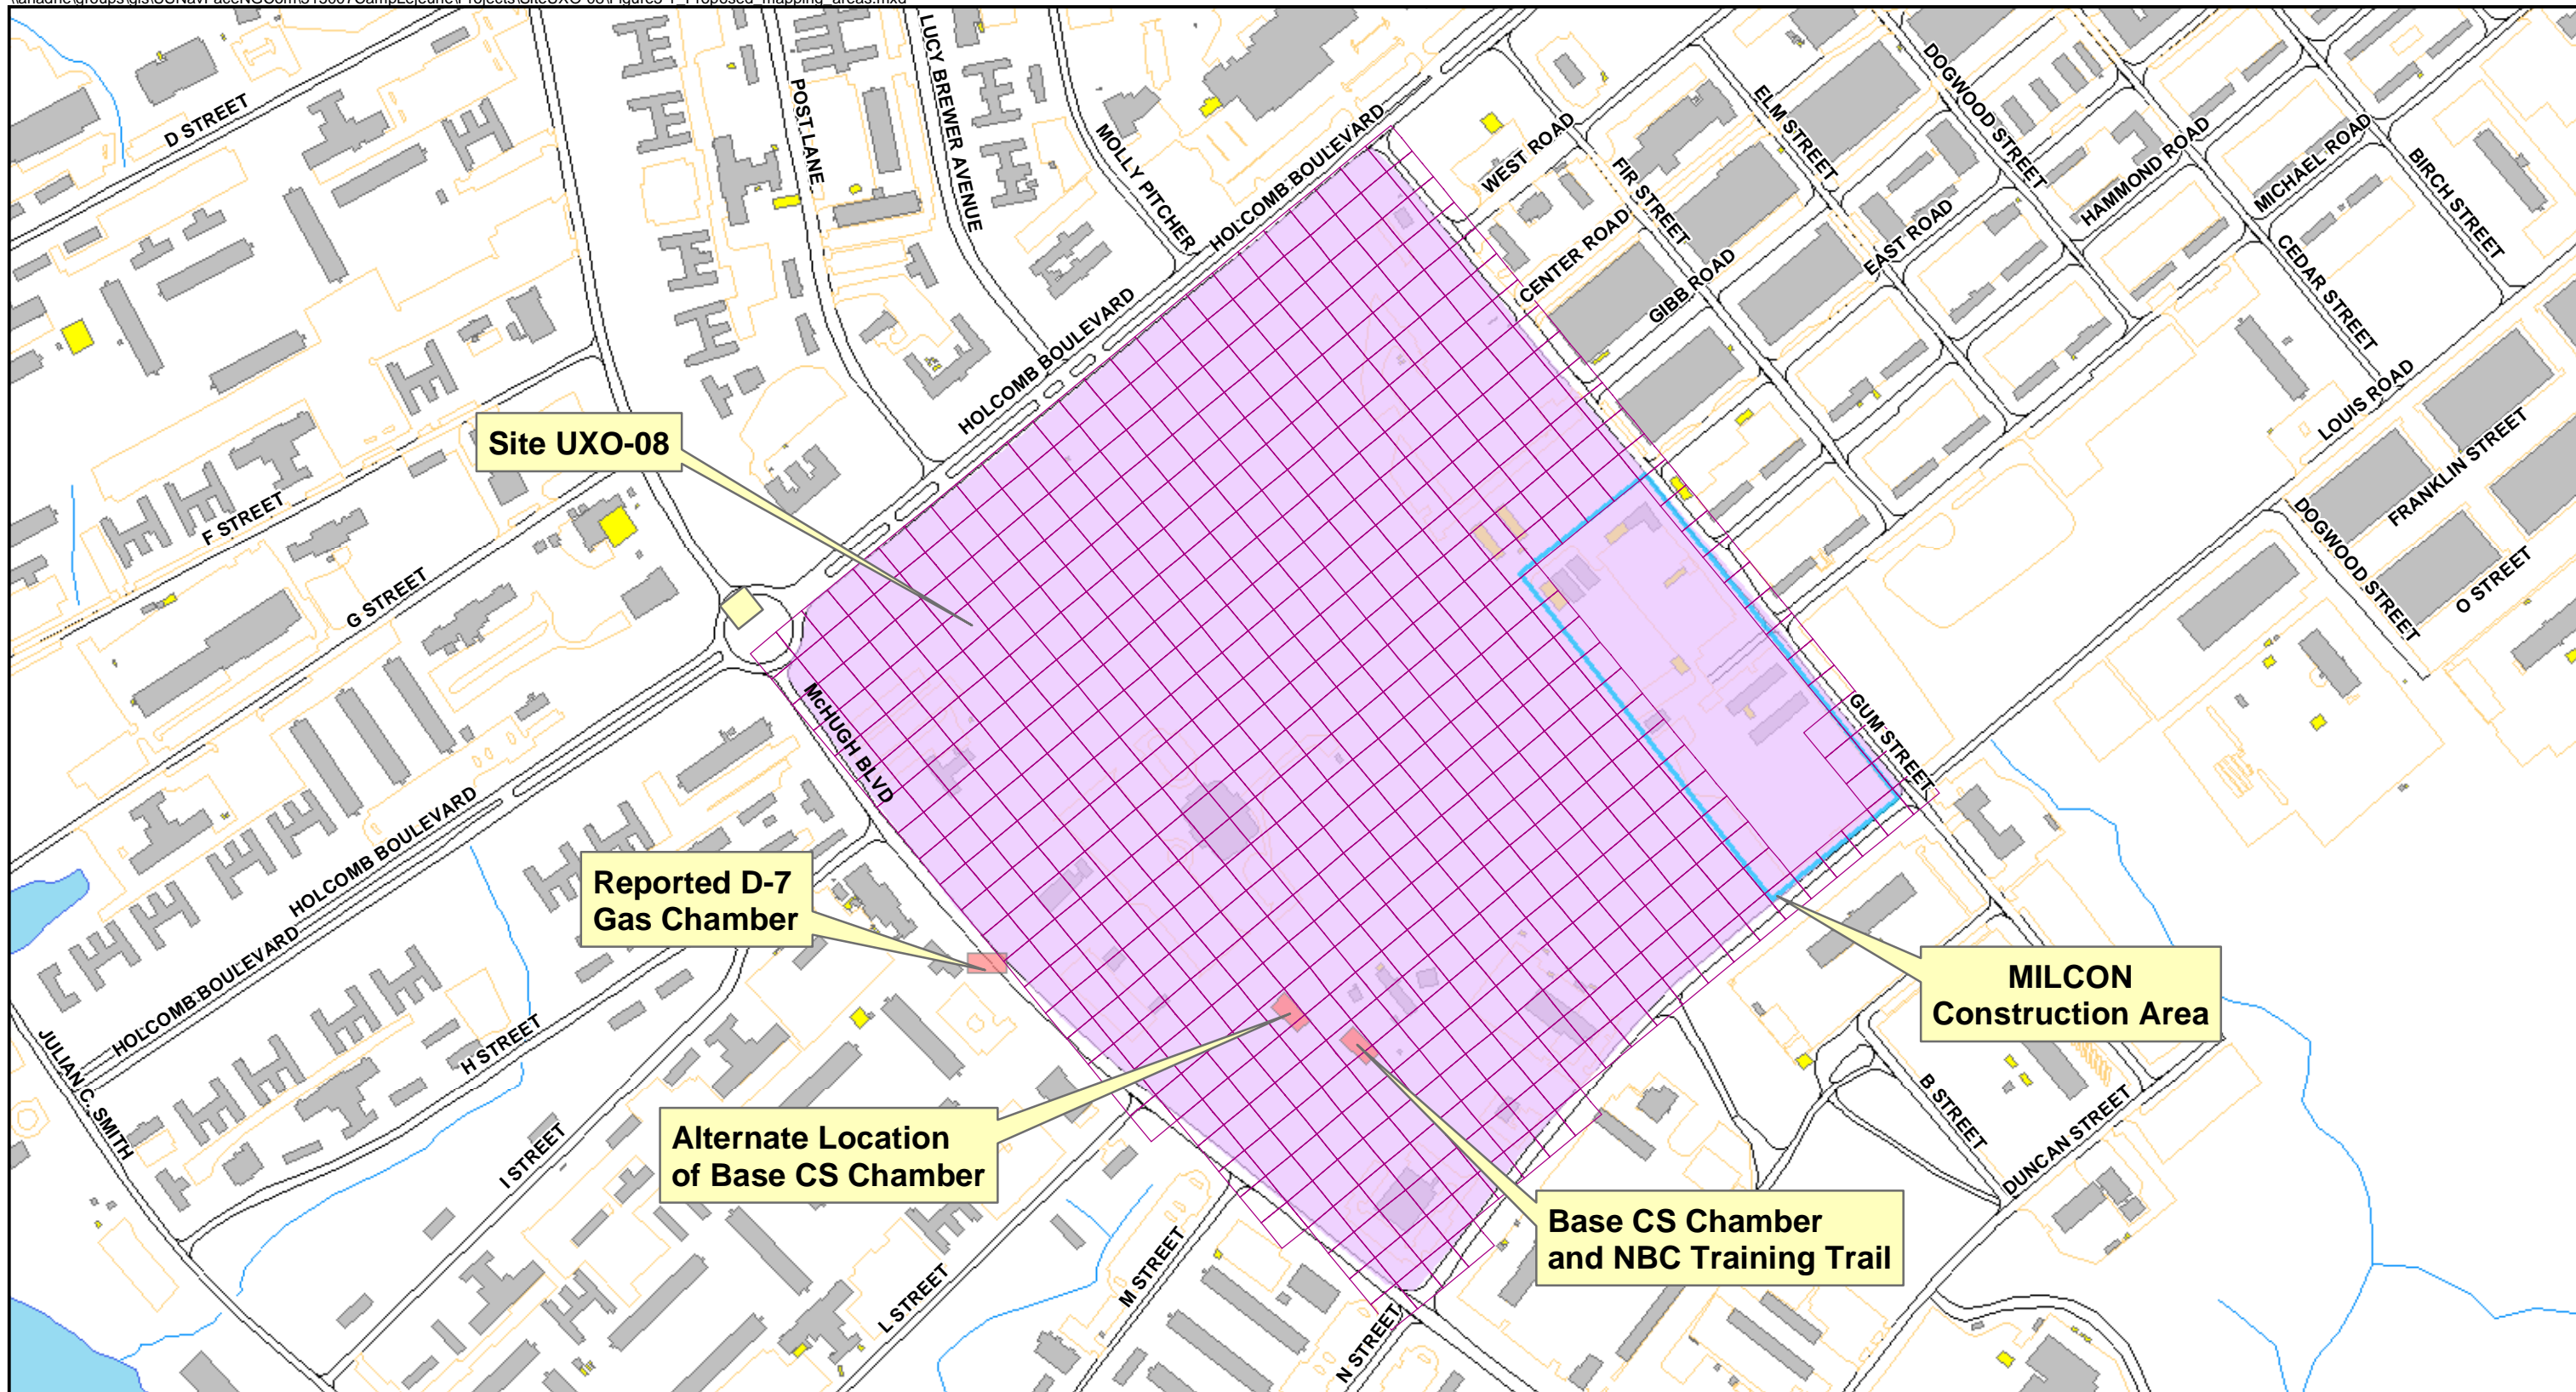 D STREET
POST LANE
LUCY BREWER AVENUE
MOLLY PITCHER
HOLCOMB BOULEVARD
WEST ROAD
ELM STREET
DOGWOOD STREET
HAMMOND ROAD
MICHAEL ROAD
BIRCH STREET
FIR STREET
CENTER ROAD
GIBB ROAD
EAST ROAD
CEDAR STREET
HOLCOMB BOULEVARD
LOUIS ROAD
FRANKLIN STREET
DOGWOOD STREET
O STREET
Site UXO-08
F STREET
G STREET
McHUGH BLVD
GUM STREET
HOLCOMB BOULEVARD
HOLCOMB BOULEVARD
Reported D-7
Gas Chamber
MILCON
Construction Area
JULIAN C. SMITH
H STREET
I STREET
Alternate Location
of Base CS Chamber
B STREET
DUNCAN STREET
Base CS Chamber
and NBC Training Trail
L STREET
M STREET
N STREET